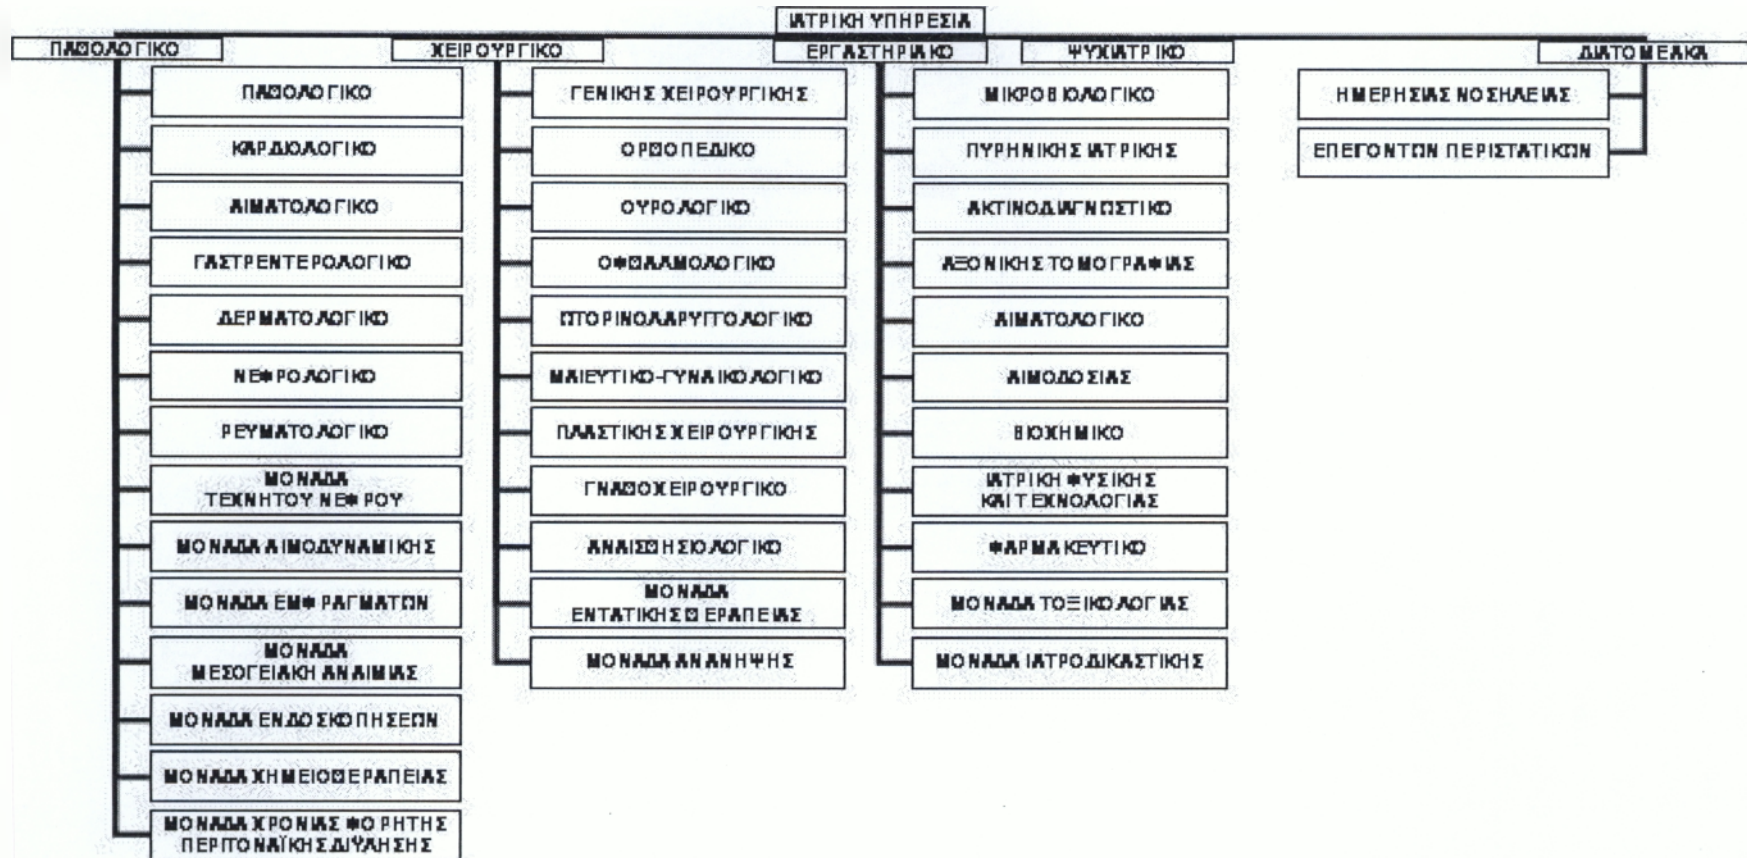 ΙΑΤΡΙΚΗ ΥΠΗΡΕΣΙΑ
ΠΑΘΟΛΟΓΙΚΟ
ΧΕΙΡΟΥΡΓΙΚΟ
ΕΡΓΑΣΤΗΡΙΑΚΟ
ΨΥΧΙΑΤΡΙΚΟ
ΔΙΑΤΟΜΕΑΚΑ
ΠΑΘΟΛΟΓΙΚΟ
ΚΑΡΔΙΟΛΟΓΙΚΟ
ΑΙΜΑΤΟΛΟΓΙΚΟ
ΓΑΣΤΡΕΝΤΕΡΟΛΟΓΙΚΟ
ΔΕΡΜΑΤΟΛΟΓΙΚΟ
ΝΕΦΡΟΛΟΓΙΚΟ
ΡΕΥΜΑΤΟΛΟΓΙΚΟ
ΜΟΝΑΔΑ
ΤΕΧΝΗΤΟΥ ΝΕΦΡΟΥ
ΜΟΝΑΔΑ ΑΙΜΟΔΥΝΑΜΙΚΗΣ
ΜΟΝΑΔΑ ΕΜΦΡΑΓΜΑΤΩΝ
ΜΟΝΑΔΑ
ΜΕΣΟΓΕΙΑΚΗ ΑΝΑΙΜΙΑΣ
ΜΟΝΑΔΑ ΕΝΔΟΣΚΟΠΗΣΕΩΝ
ΜΟΝΑΔΑ ΧΗΜΕΙΟΘΕΡΑΠΕΙΑΣ
ΜΟΝΑΔΑ ΧΡΟΝΙΑΣ ΦΟΡΗΤΗΣ
ΠΕΡΙΤΟΝΑΪΚΗΣ ΔΙΫΛΗΣΗΣ
ΓΕΝΙΚΗΣ ΧΕΙΡΟΥΡΓΙΚΗΣ
ΟΡΘΟΠΕΔΙΚΟ
ΟΥΡΟΛΟΓΙΚΟ
ΟΦΘΑΛΜΟΛΟΓΙΚΟ
ΩΤΟΡΙΝΟΛΑΡΥΓΓΟΛΟΓΙΚΟ
ΜΑΙΕΥΤΙΚΟ-ΓΥΝΑΙΚΟΛΟΓΙΚΟ
ΠΛΑΣΤΙΚΗΣ ΧΕΙΡΟΥΡΓΙΚΗΣ
ΓΝΑΘΟΧΕΙΡΟΥΡΓΙΚΟ
ΑΝΑΙΣΘΗΣΙΟΛΟΓΙΚΟ
ΜΟΝΑΔΑ
ΕΝΤΑΤΙΚΗΣ ΘΕΡΑΠΕΙΑΣ
ΜΟΝΑΔΑ ΑΝΑΝΗΨΗΣ
ΜΙΚΡΟΒΙΟΛΟΓΙΚΟ
ΠΥΡΗΝΙΚΗΣ ΙΑΤΡΙΚΗΣ
ΑΚΤΙΝΟΔΙΑΓΝΩΣΤΙΚΟ
ΑΞΟΝΙΚΗΣ ΤΟΜΟΓΡΑΦΙΑΣ
ΑΙΜΑΤΟΛΟΓΙΚΟ
ΑΙΜΟΔΟΣΙΑΣ
ΒΙΟΧΗΜΙΚΟ
ΙΑΤΡΙΚΗ ΦΥΣΙΚΗΣ
ΚΑΙ ΤΕΧΝΟΛΟΓΙΑΣ
ΦΑΡΜΑΚΕΥΤΙΚΟ
ΜΟΝΑΔΑ ΤΟΞΙΚΟΛΟΓΙΑΣ
ΜΟΝΑΔΑ ΙΑΤΡΟΔΙΚΑΣΤΙΚΗΣ
ΗΜΕΡΗΣΙΑΣ ΝΟΣΗΛΕΙΑΣ
ΕΠΕΓΟΝΤΩΝ ΠΕΡΙΣΤΑΤΙΚΩΝ